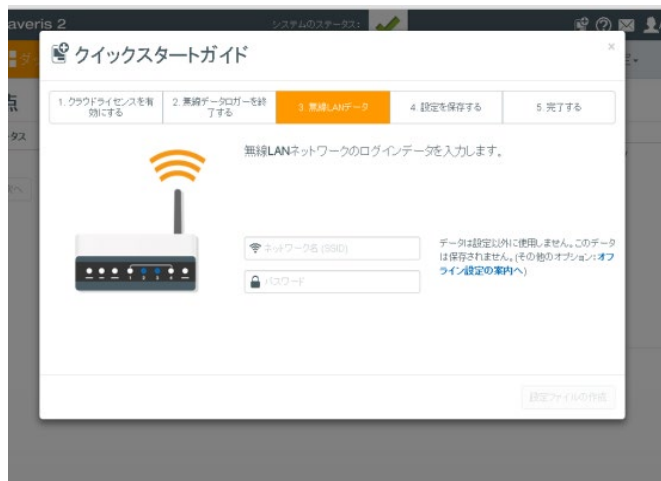 averis 2
システムのステータス:
クイックスタートガイド
×
1. クラウドライセンスを有
効にする
2. 無線データロガーを終
了する
3. 無線LANデータ
4. 設定を保存する
5. 完了する
無線LANネットワークのログインデータを入力します。
ネットワーク名 (SSID)
パスワード
データは設定以外に使用しません。このデータ
は保存されません。(その他のオプション: オフ
ライン設定の案内へ)
設定ファイルの作成